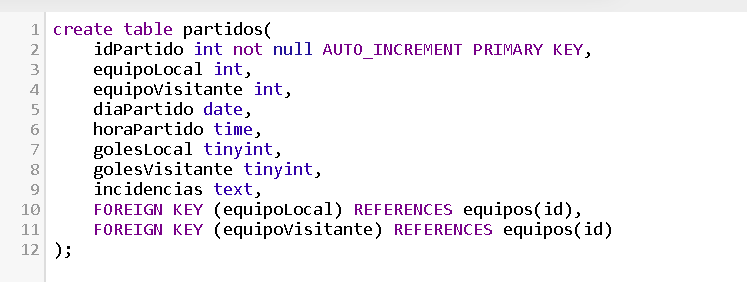 1 create table partidos(
2 idPartido int not null AUTO_INCREMENT PRIMARY KEY,
3 equipoLocal int,
4 equipoVisitante int,
5 diaPartido date,
6 horaPartido time,
7 golesLocal tinyint,
8 golesVisitante tinyint,
9 incidencias text,
10 FOREIGN KEY (equipoLocal) REFERENCES equipos(id),
11 FOREIGN KEY (equipoVisitante) REFERENCES equipos(id)
12 );